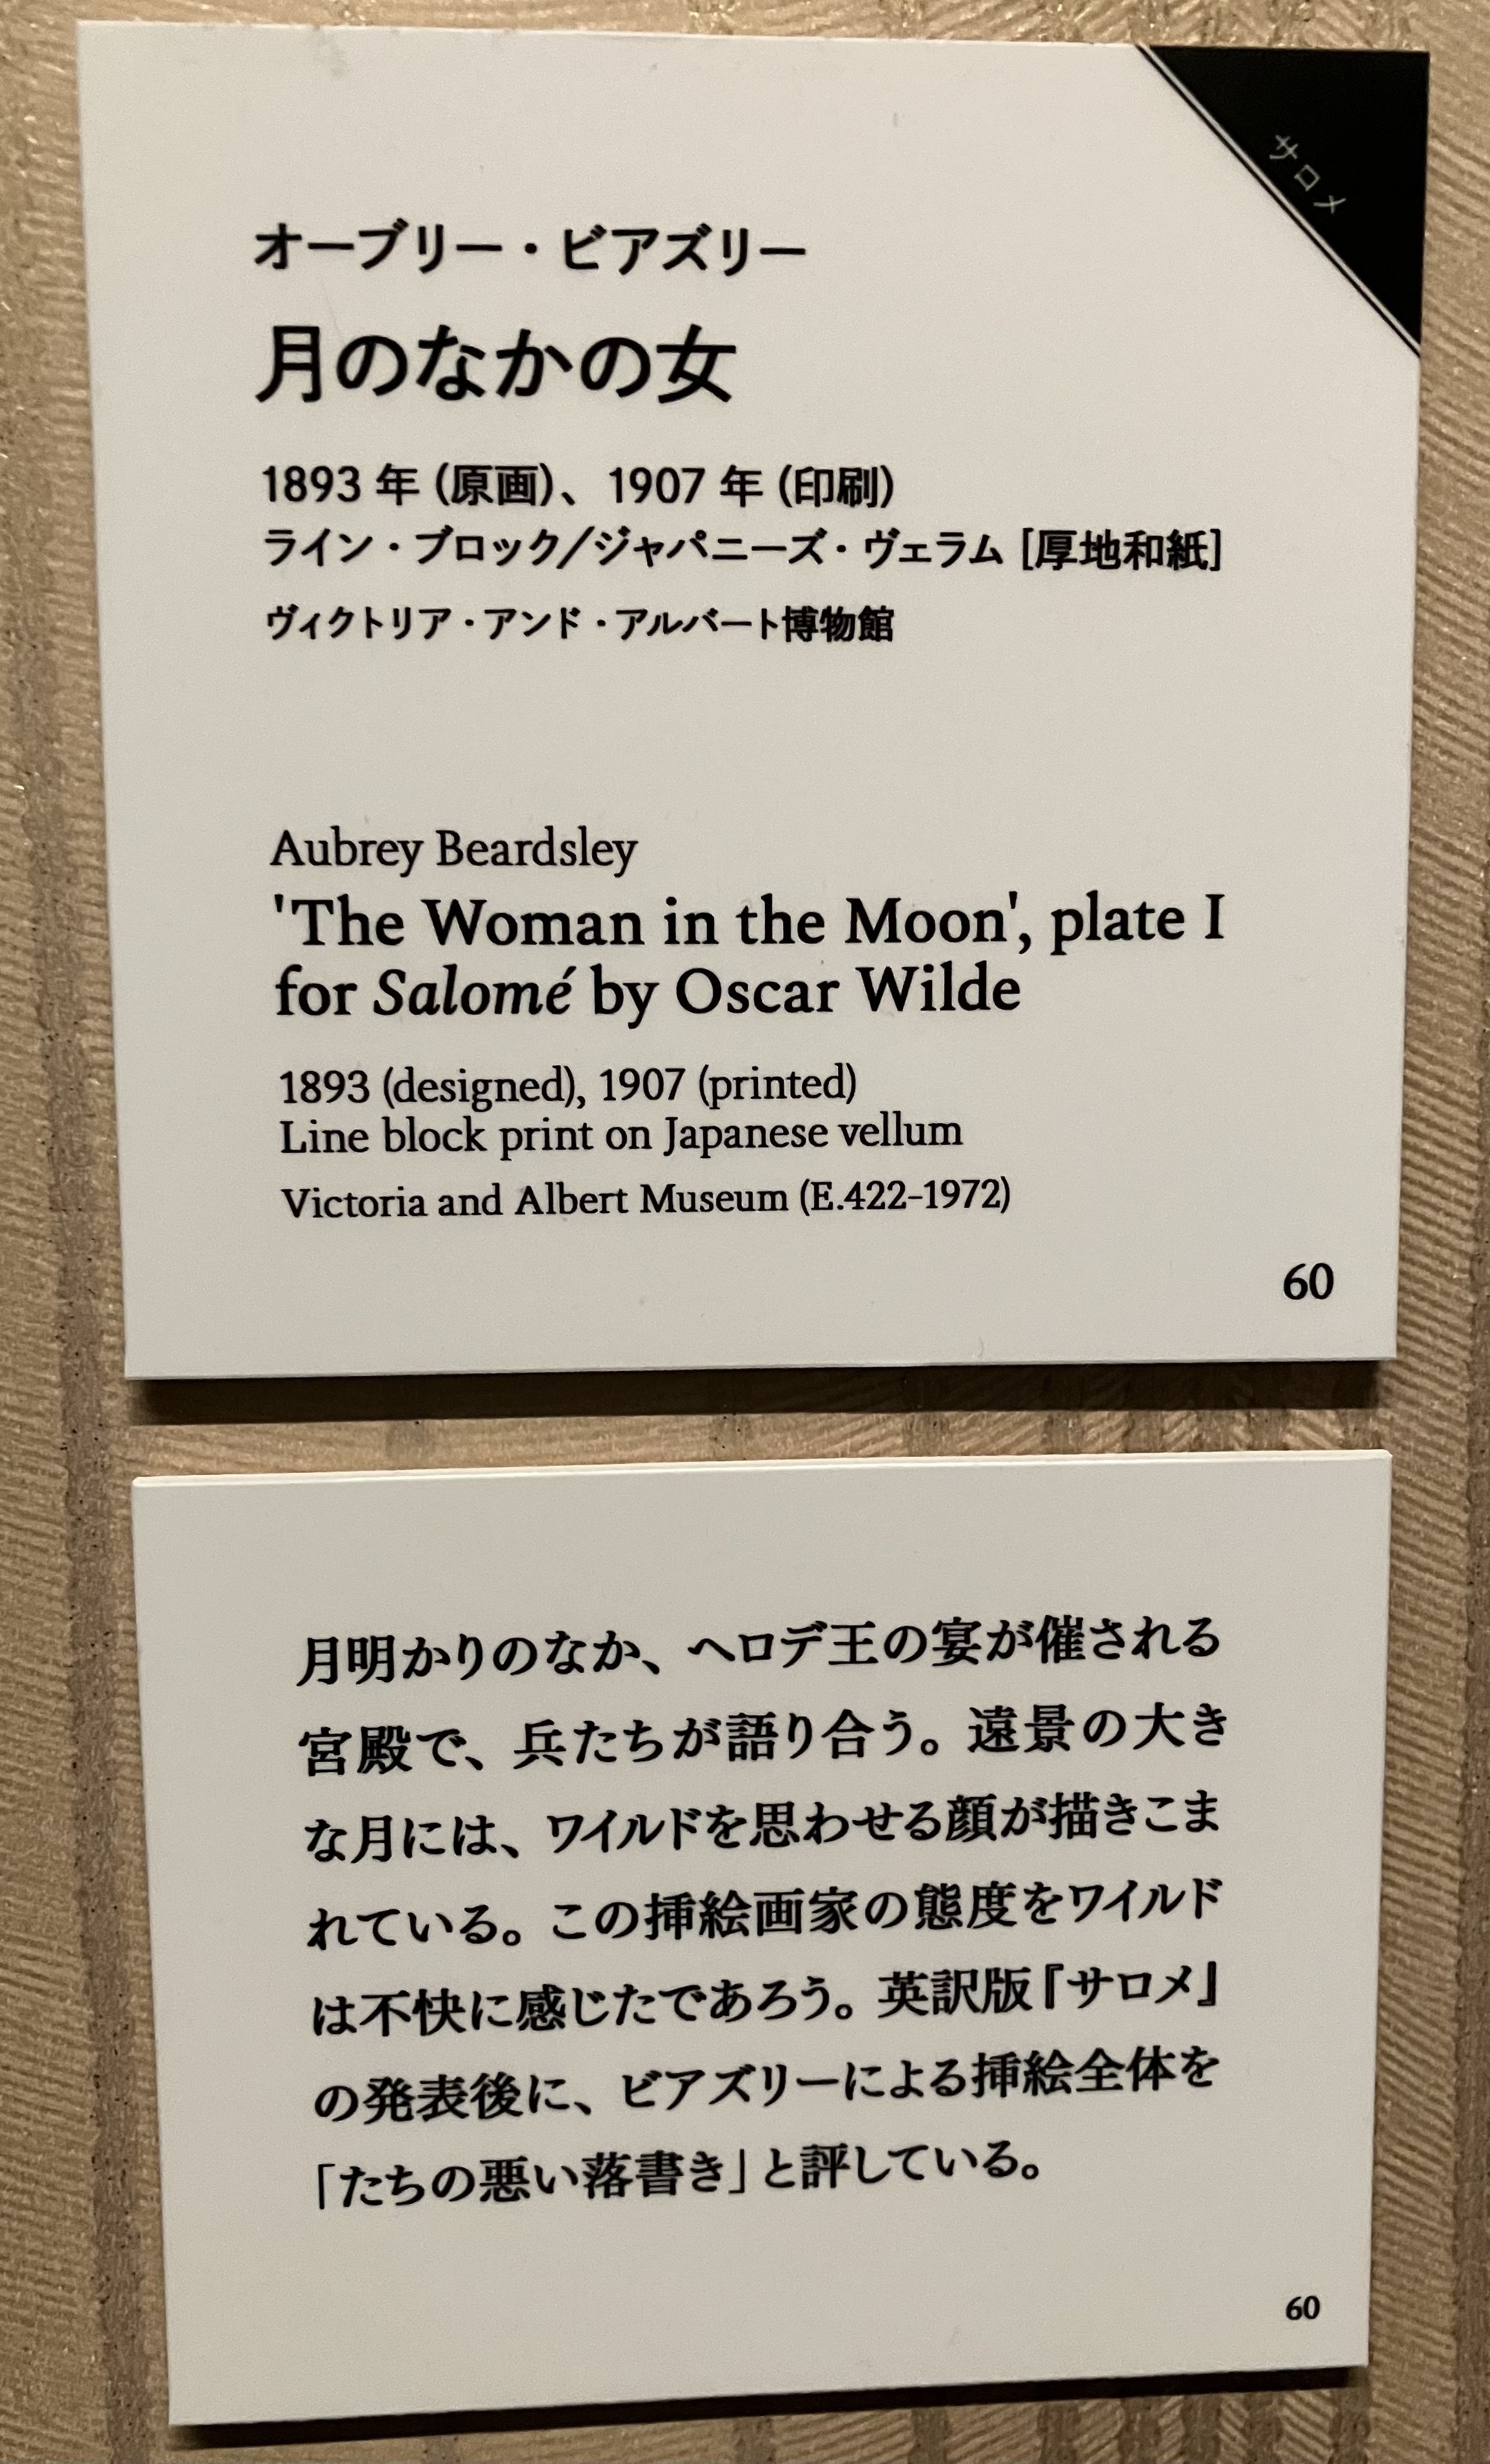 サロメ
オーブリー・ビアズリー
月のなかの女
1893 年 (原画)、1907 年 (印刷)
ライン・ブロック/ジャパニーズ・ヴェラム [厚地和紙]
ヴィクトリア・アンド・アルバート博物館
Aubrey Beardsley
'The Woman in the Moon', plate I
for Salomé by Oscar Wilde
1893 (designed), 1907 (printed)
Line block print on Japanese vellum
Victoria and Albert Museum (E.422–1972)
60
月明かりのなか、ヘロデ王の宴が催される
宮殿で、兵たちが語り合う。遠景の大き
な月には、ワイルドを思わせる顔が描きこま
れている。この挿絵画家の態度をワイルド
は不快に感じたであろう。英訳版『サロメ』
の発表後に、ビアズリーによる挿絵全体を
「たちの悪い落書き」と評している。
60